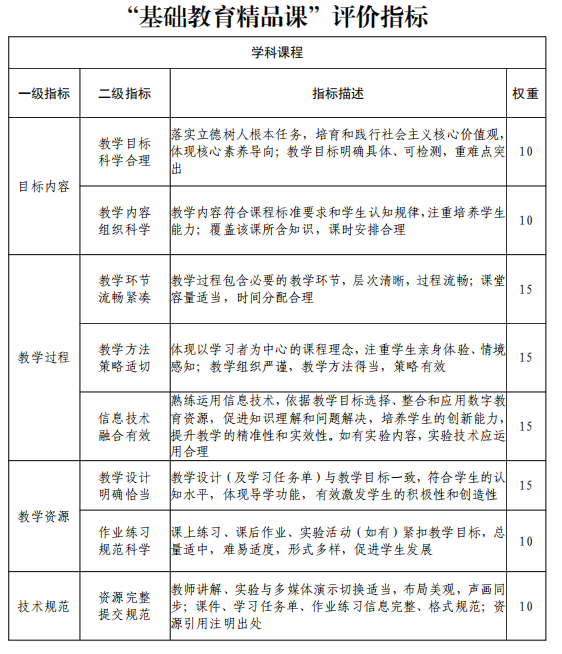 “基础教育精品课”评价指标
学科课程
一级指标 二级指标 指标描述 权重
目标内容
教学目标
科学合理
落实立德树人根本任务，培育和践行社会主义核心价值观，
体现核心素养导向；教学目标明确具体、可检测，重难点突
出
10
教学内容
组织科学
教学内容符合课程标准要求和学生认知规律，注重培养学生
能力；覆盖该课所含知识，课时安排合理
10
教学过程
教学环节
流畅紧凑
教学过程包含必要的教学环节，层次清晰，过程流畅；课堂
容量适当，时间分配合理
15
教学方法
策略适切
体现以学习者为中心的课程理念，注重学生亲身体验、情境
感知；教学组织严谨，教学方法得当，策略有效
15
信息技术
融合有效
熟练运用信息技术，依据教学目标选择、整合和应用数字教
育资源，促进知识理解和问题解决，培养学生的创新能力，
提升教学的精准性和实效性。如有实验内容，实验技术应运
用合理
15
教学资源
教学设计
明确恰当
教学设计（及学习任务单）与教学目标一致，符合学生的认
知水平，体现导学功能，有效激发学生的积极性和创造性
15
作业练习
规范科学
课上练习、课后作业、实验活动（如有）紧扣教学目标，总
量适中，难易适度，形式多样，促进学生发展
10
技术规范
资源完整
提交规范
教师讲解、实验与多媒体演示切换适当，布局美观，声画同
步；课件、学习任务单、作业练习信息完整、格式规范；资
源引用注明出处
10